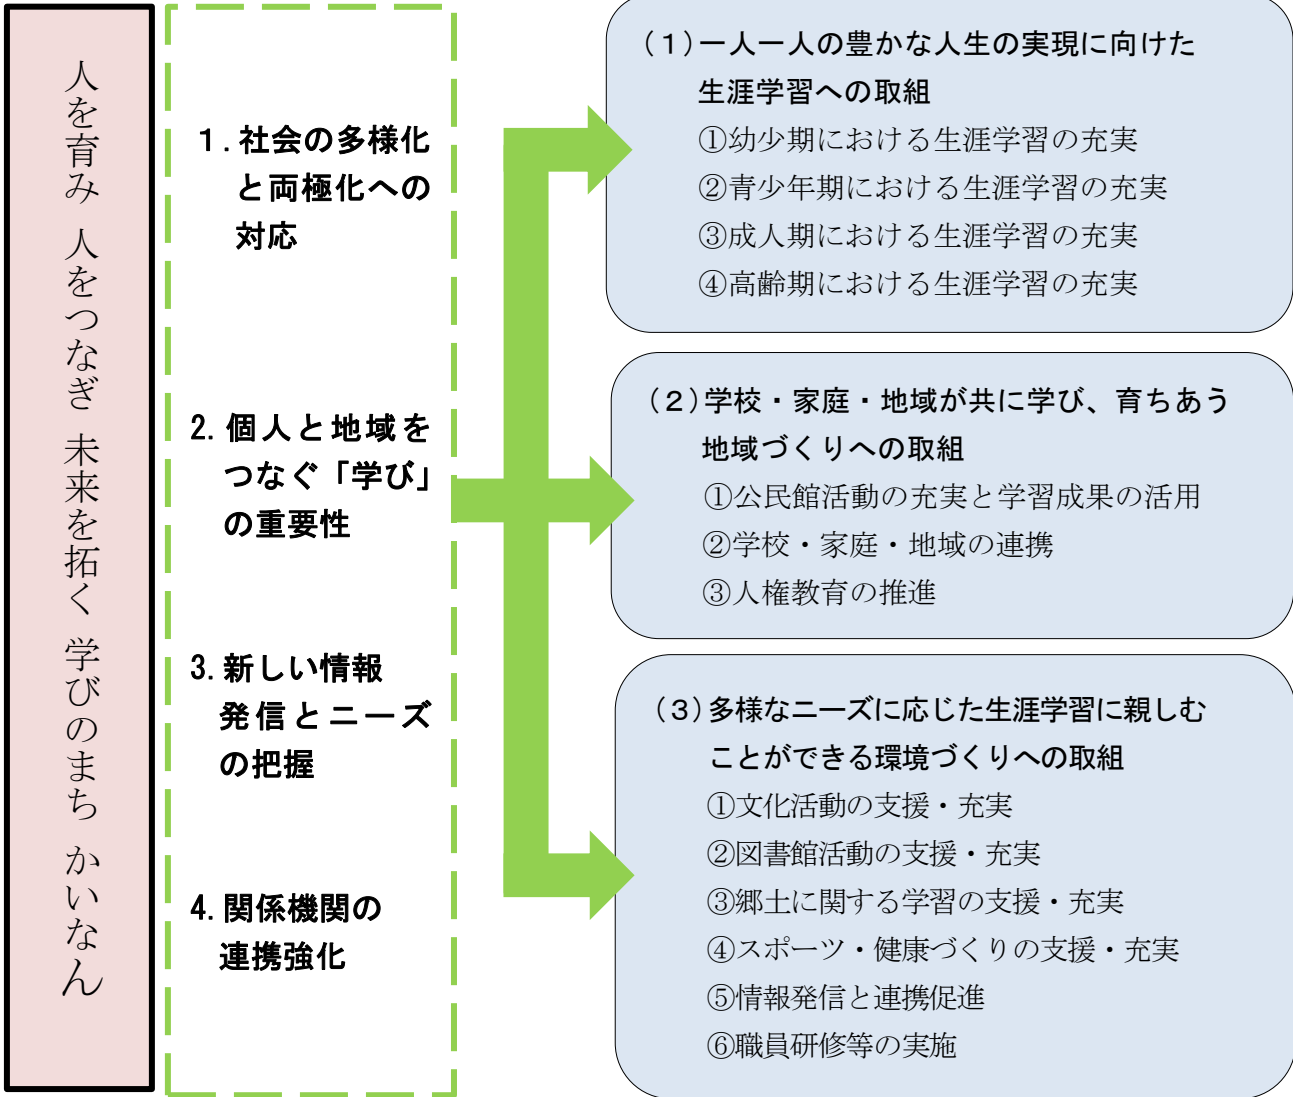 人を育み 人をつなぎ 未来を拓く 学びのまち かいなん
1.社会の多様化
と両極化への
対応
2.個人と地域を
つなぐ「学び」
の重要性
3.新しい情報
発信とニーズ
の把握
4.関係機関の
連携強化
(1)一人一人の豊かな人生の実現に向けた
生涯学習への取組
①幼少期における生涯学習の充実
②青少年期における生涯学習の充実
③成人期における生涯学習の充実
④高齢期における生涯学習の充実
(2)学校・家庭・地域が共に学び、育ちあう
地域づくりへの取組
①公民館活動の充実と学習成果の活用
②学校・家庭・地域の連携
③人権教育の推進
(3)多様なニーズに応じた生涯学習に親しむ
ことができる環境づくりへの取組
①文化活動の支援・充実
②図書館活動の支援・充実
③郷土に関する学習の支援・充実
④スポーツ・健康づくりの支援・充実
⑤情報発信と連携促進
⑥職員研修等の実施